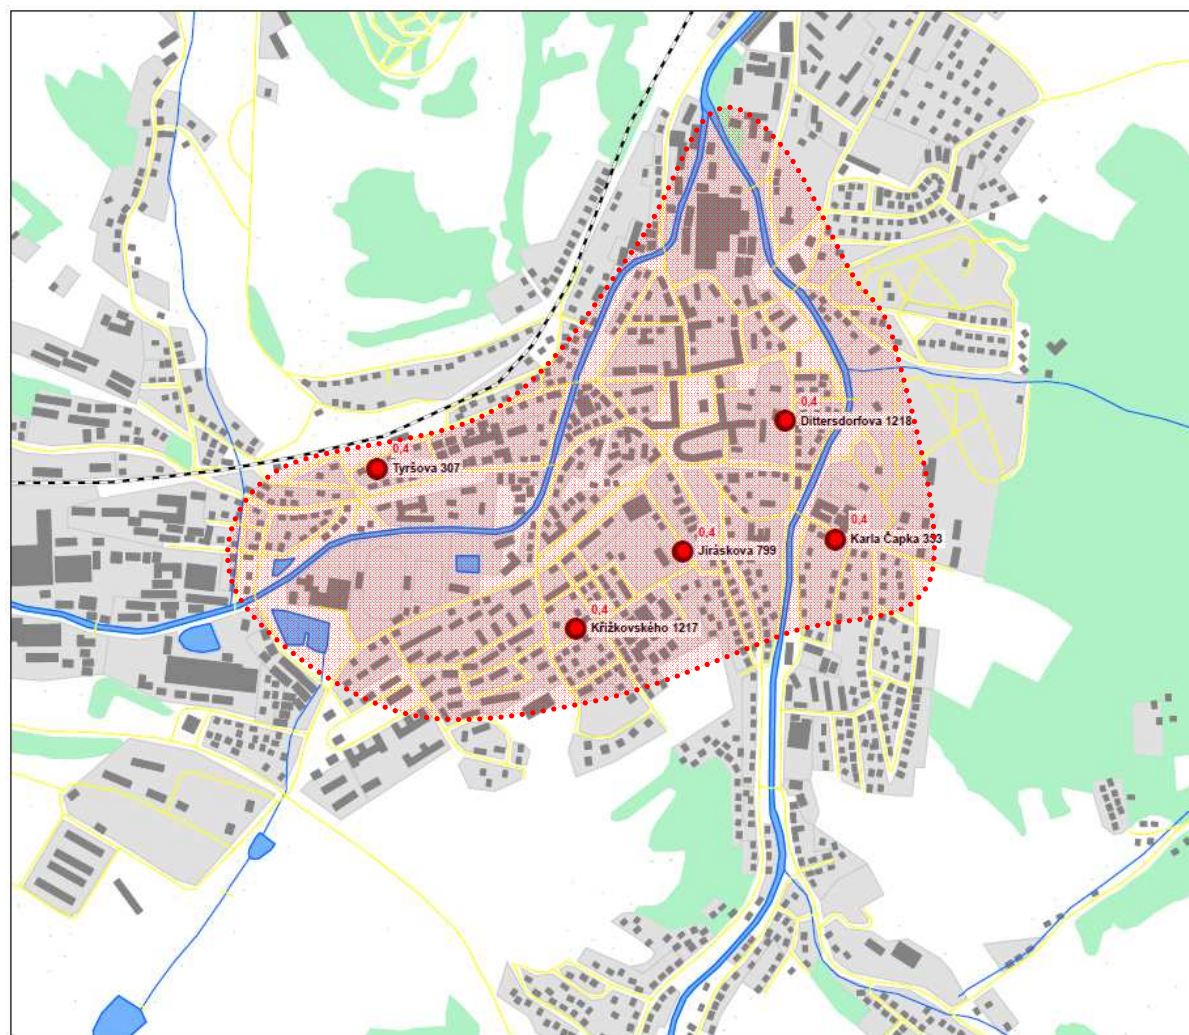 0,4
Dittersdorfova 1218
0,4
Tyršova 307
0,4
Karla Čapka 333
0,4
Jiráskova 799
0,4
Křižkovského 1217